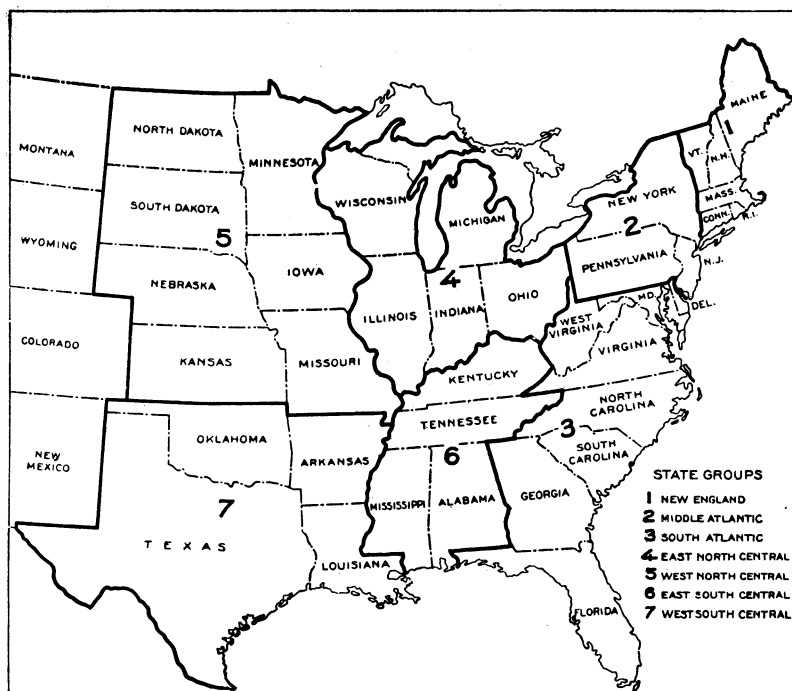 MAINE
1
VT.
N.H.
NORTH DAKOTA
MONTANA
MINNESOTA
MASS.
NEW YORK
WISCONSIN
SOUTH DAKOTA
MICHIGAN
CONN.
R.I.
2
5
WYOMING
PENNSYLVANIA
N.J.
IOWA
4
NEBRASKA
OHIO
MD.
DEL.
ILLINOIS
INDIANA
WEST
VIRGINIA
COLORADO
VIRGINIA
KANSAS
MISSOURI
KENTUCKY
NORTH
CAROLINA
TENNESSEE
3
OKLAHOMA
SOUTH
CAROLINA
NEW
MEXICO
ARKANSAS
6
STATE GROUPS
1 NEW ENGLAND
2 MIDDLE ATLANTIC
3 SOUTH ATLANTIC
4 EAST NORTH CENTRAL
5 WEST NORTH CENTRAL
6 EAST SOUTH CENTRAL
7 WEST SOUTH CENTRAL
MISSISSIPPI
ALABAMA
GEORGIA
7
TEXAS
LOUISIANA
FLORIDA